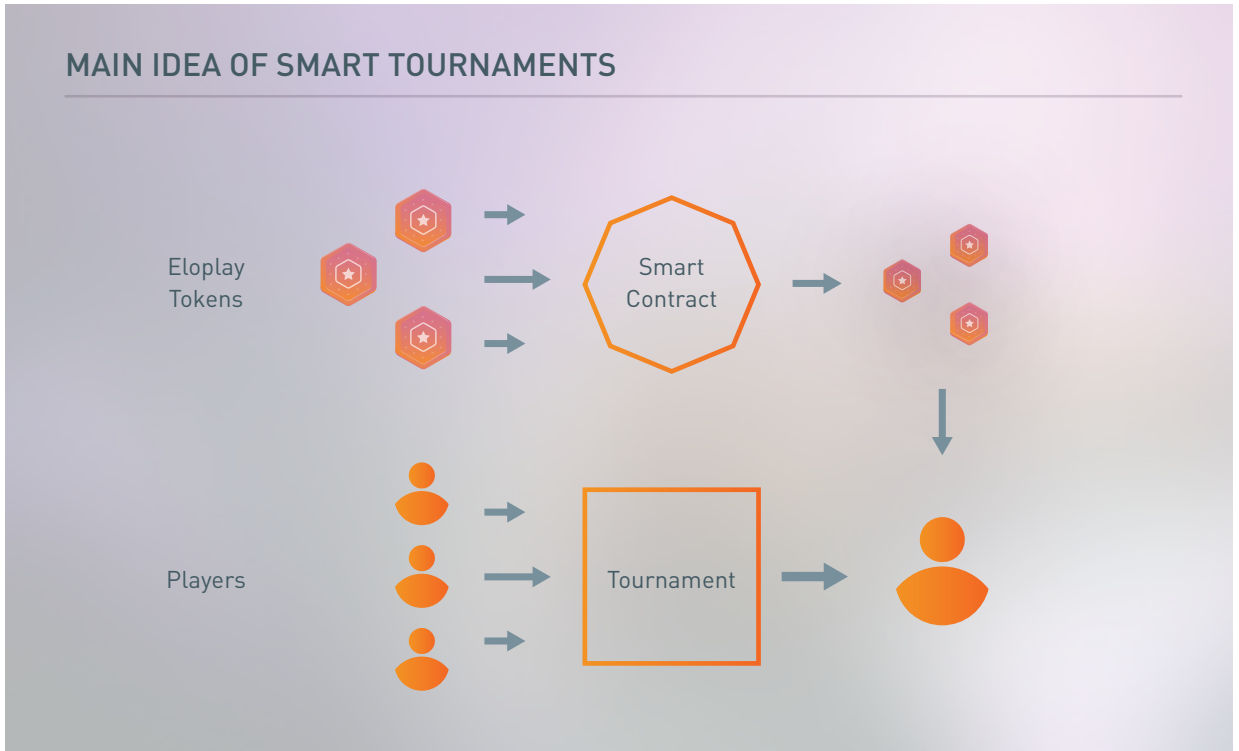 MAIN IDEA OF SMART TOURNAMENTS
Eloplay
Tokens
Smart
Contract
Players
Tournament